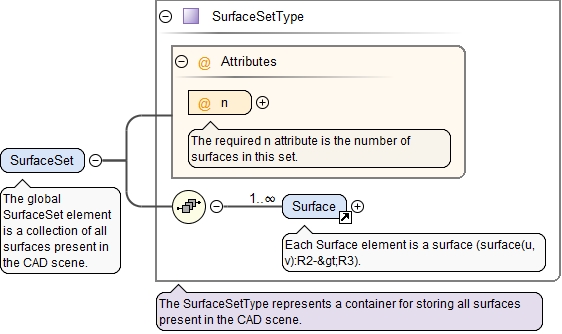 SurfaceSetType
@ Attributes
@ n
The required n attribute is the number of
surfaces in this set.
SurfaceSet
The global
SurfaceSet element
is a collection of all
surfaces present in
the CAD scene.
1..∞
Surface
Each Surface element is a surface (surface(u,
v):R2-&gt;R3).
The SurfaceSetType represents a container for storing all surfaces
present in the CAD scene.